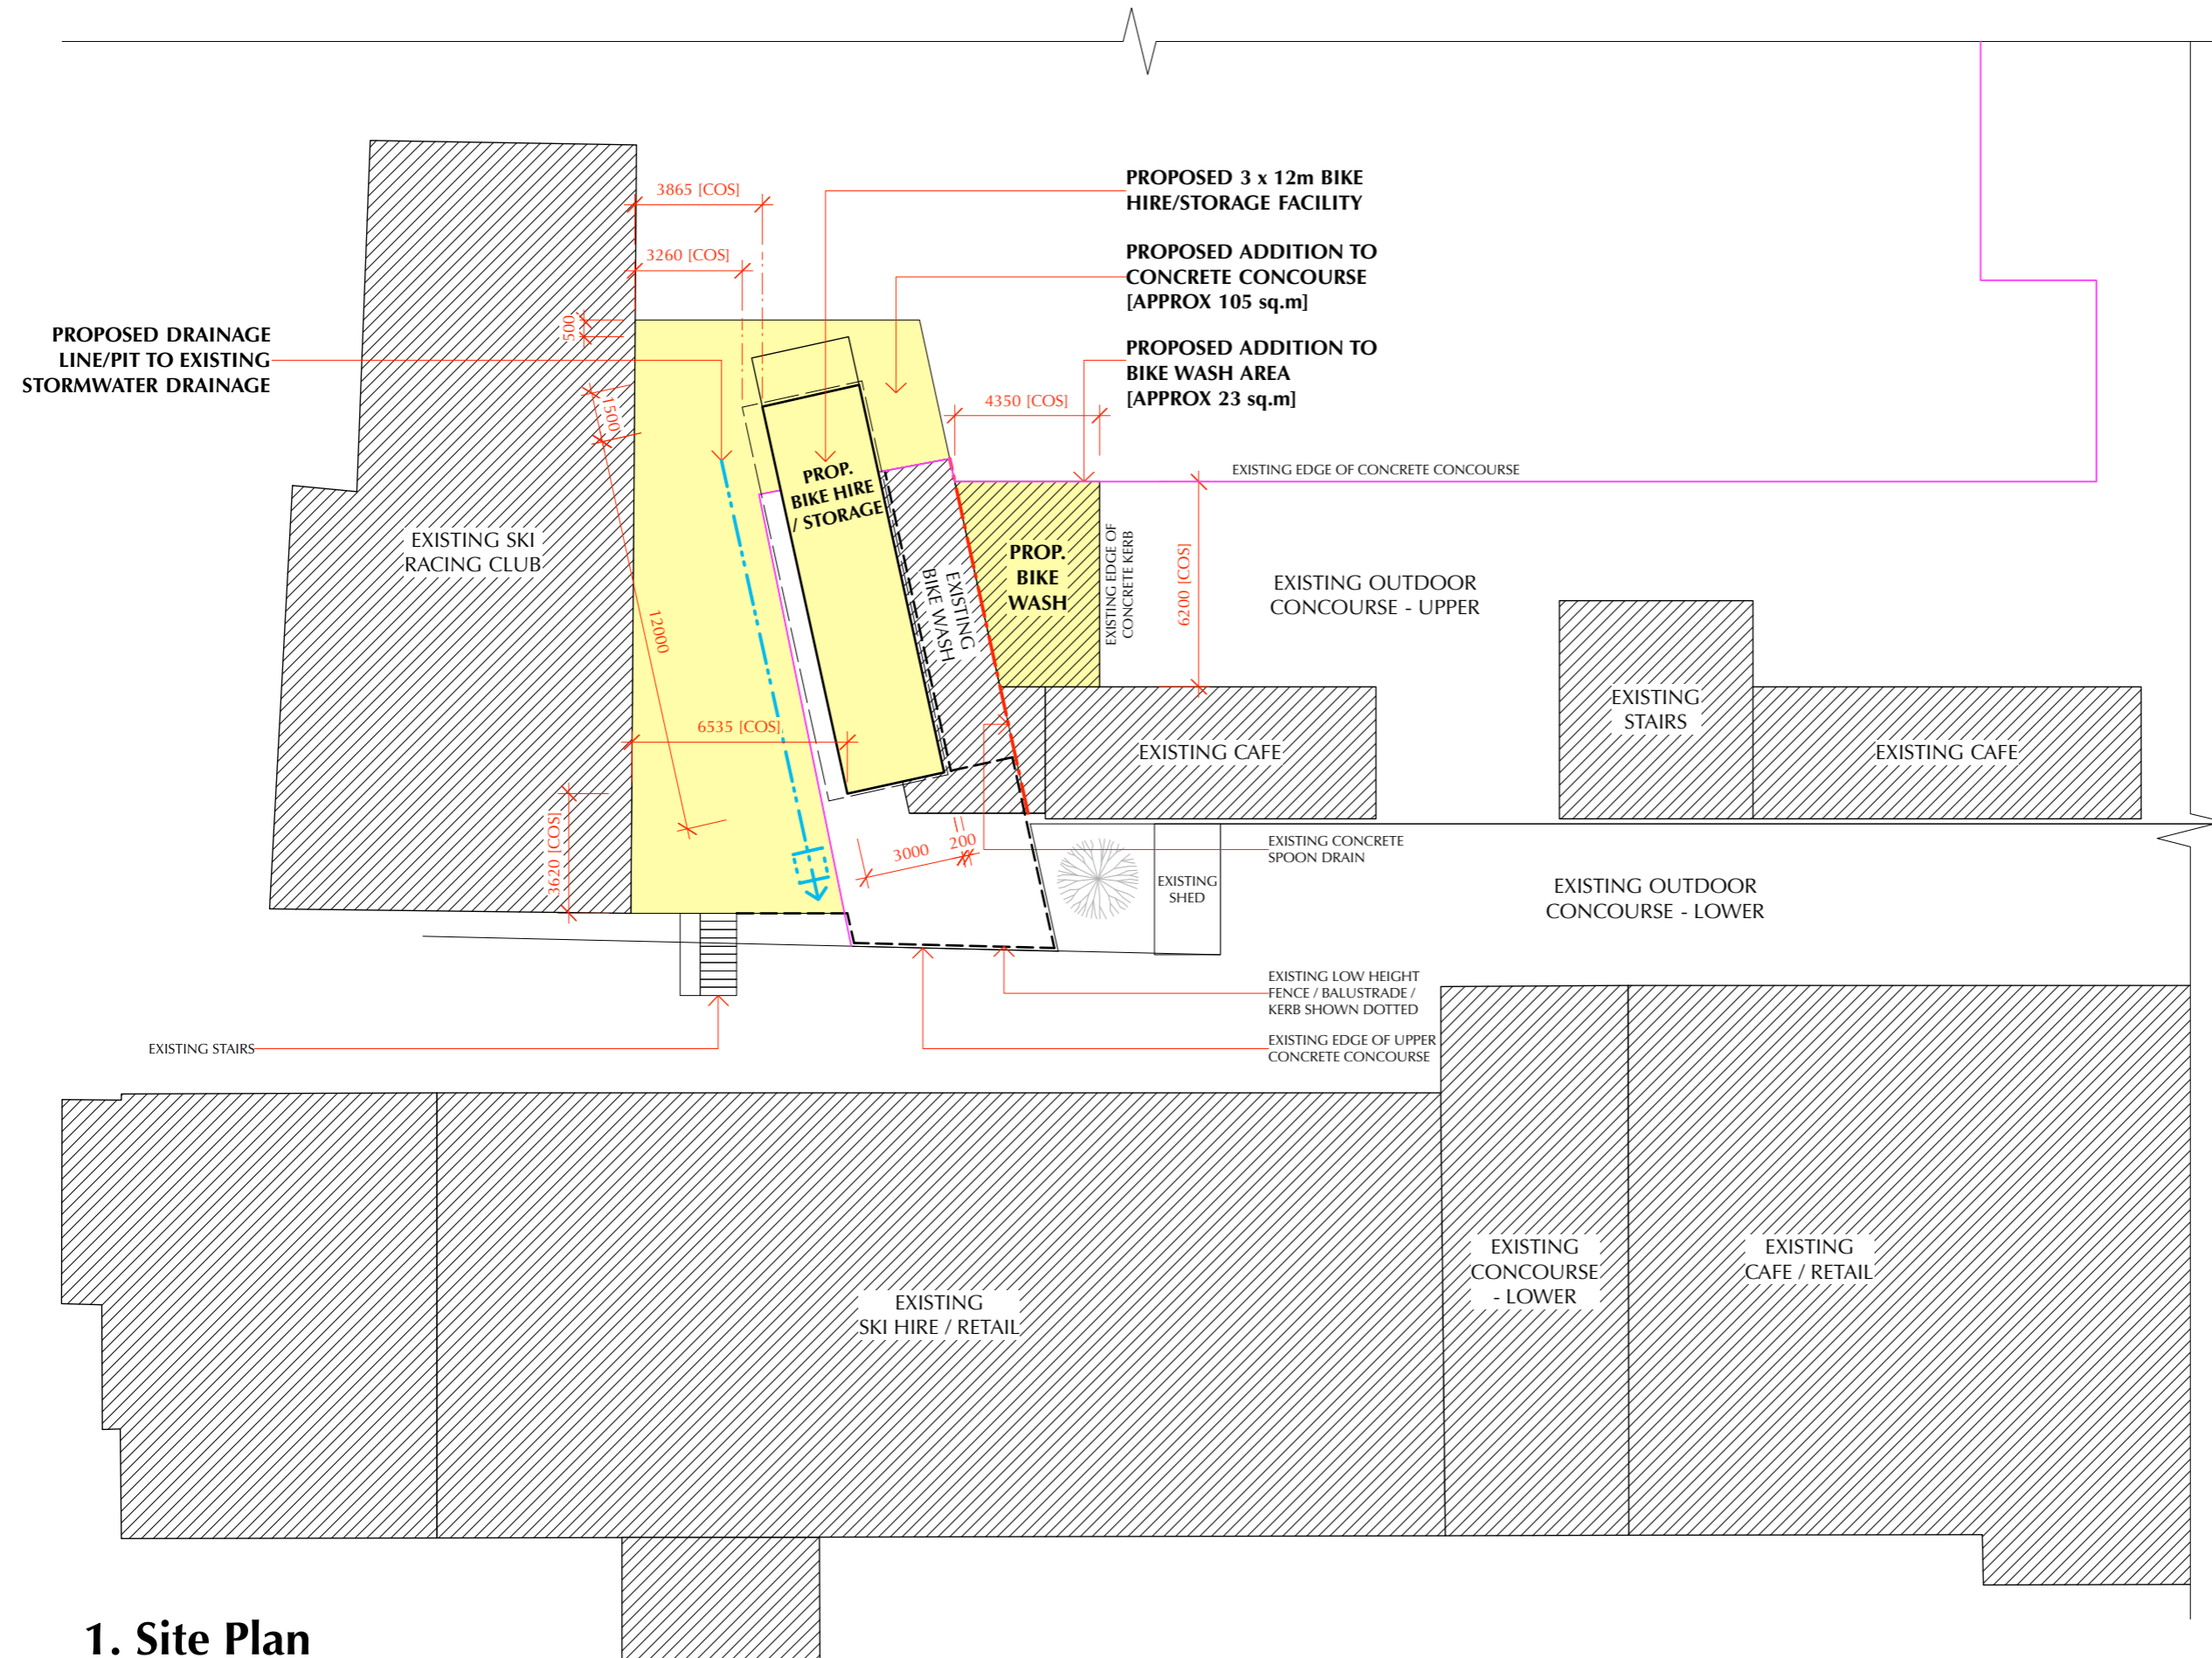 3865 [COS]
3260 [COS]
500
1500
12000
6535 [COS]
3620 [COS]
3000
200
4350 [COS]
6200 [COS]
PROPOSED 3 x 12m BIKE
HIRE/STORAGE FACILITY
PROPOSED ADDITION TO
CONCRETE CONCOURSE
[APPROX 105 sq.m]
PROPOSED ADDITION TO
BIKE WASH AREA
[APPROX 23 sq.m]
PROPOSED DRAINAGE
LINE/PIT TO EXISTING
STORMWATER DRAINAGE
EXISTING EDGE OF CONCRETE CONCOURSE
PROP.
BIKE HIRE
/ STORAGE
EXISTING
BIKE WASH
PROP.
BIKE
WASH
EXISTING EDGE OF
CONCRETE KERB
EXISTING SKI
RACING CLUB
EXISTING OUTDOOR
CONCOURSE - UPPER
EXISTING
STAIRS
EXISTING CAFE
EXISTING CAFE
EXISTING CONCRETE
SPOON DRAIN
EXISTING
SHED
EXISTING OUTDOOR
CONCOURSE - LOWER
EXISTING LOW HEIGHT
FENCE / BALUSTRADE /
KERB SHOWN DOTTED
EXISTING EDGE OF UPPER
CONCRETE CONCOURSE
EXISTING STAIRS
EXISTING
SKI HIRE / RETAIL
EXISTING
CONCOURSE
- LOWER
EXISTING
CAFE / RETAIL
1. Site Plan